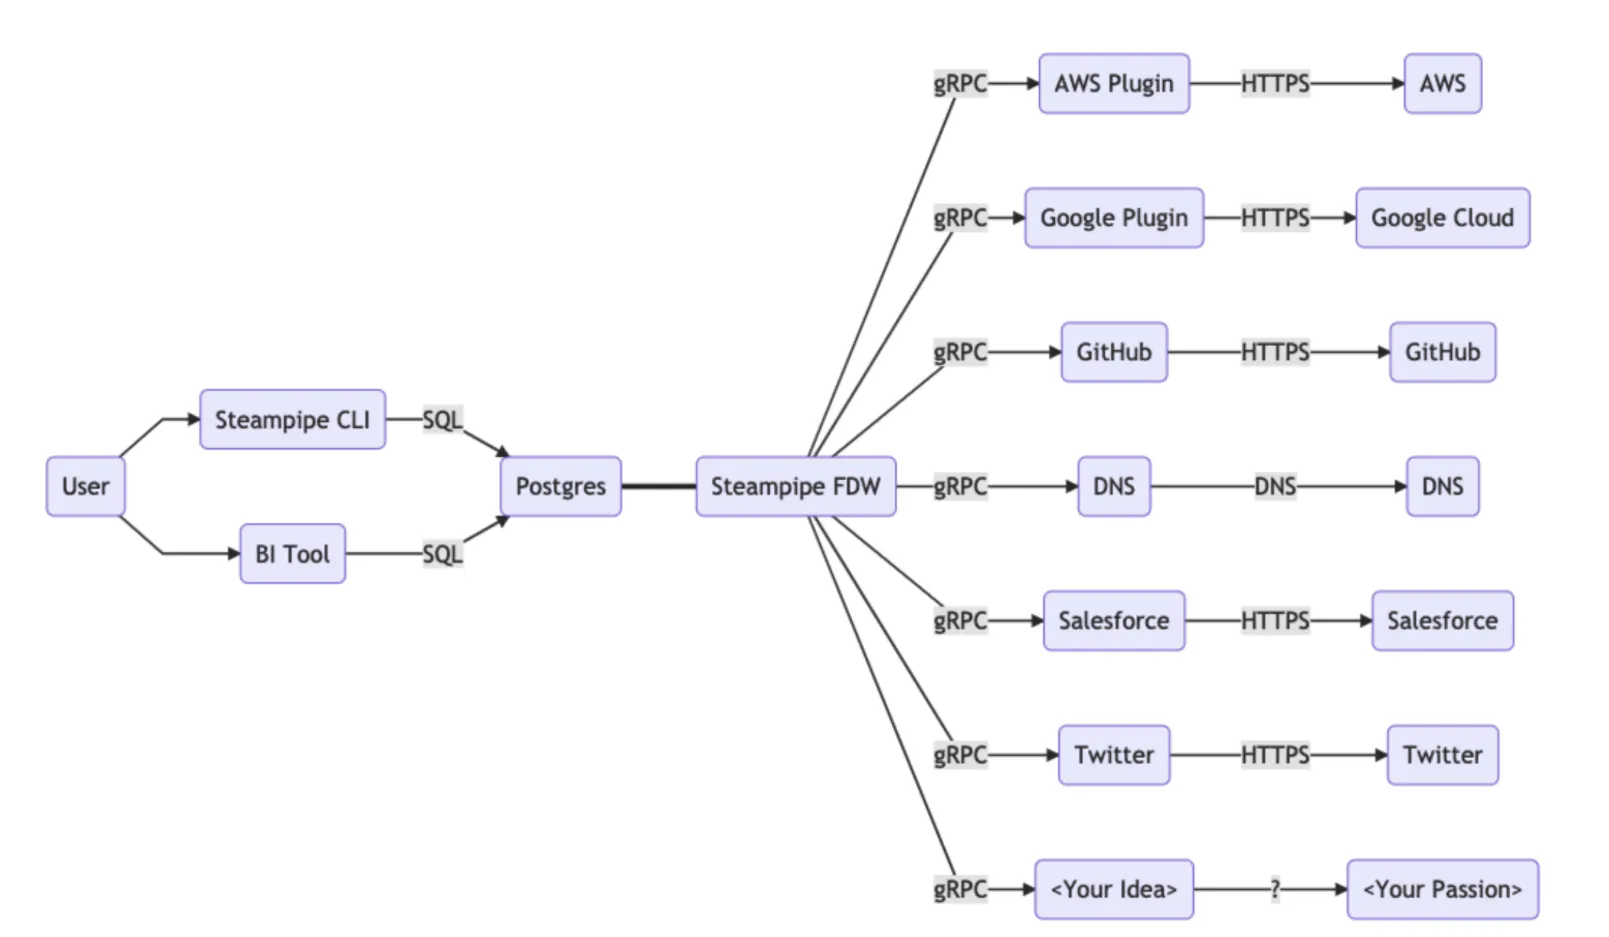 gRPC AWS Plugin HTTPS AWS
gRPC Google Plugin HTTPS Google Cloud
gRPC GitHub HTTPS GitHub
Steampipe CLI SQL
User Postgres Steampipe FDW gRPC DNS DNS DNS
BI Tool SQL
gRPC Salesforce HTTPS Salesforce
gRPC Twitter HTTPS Twitter
gRPC <Your Idea> ? <Your Passion>